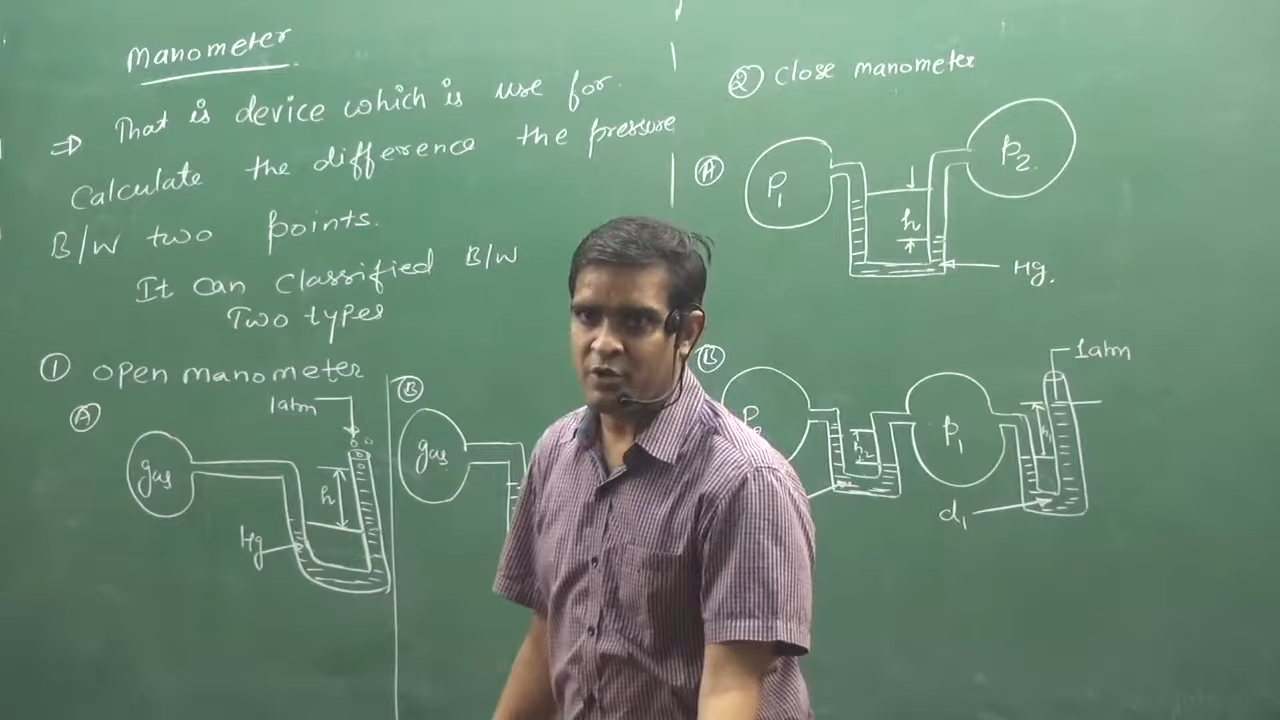 Manometer
⇒ That is device which is use for.
Calculate the difference the pressure
B/W two points.
It can classified B/W
Two types
① open manometer
Ⓐ
1atm
gas
h
Hg
Ⓑ
gas
② Close manometer
Ⓐ
P1
P2
h
Hg.
Ⓑ
h2
P1
h1
1atm
d1